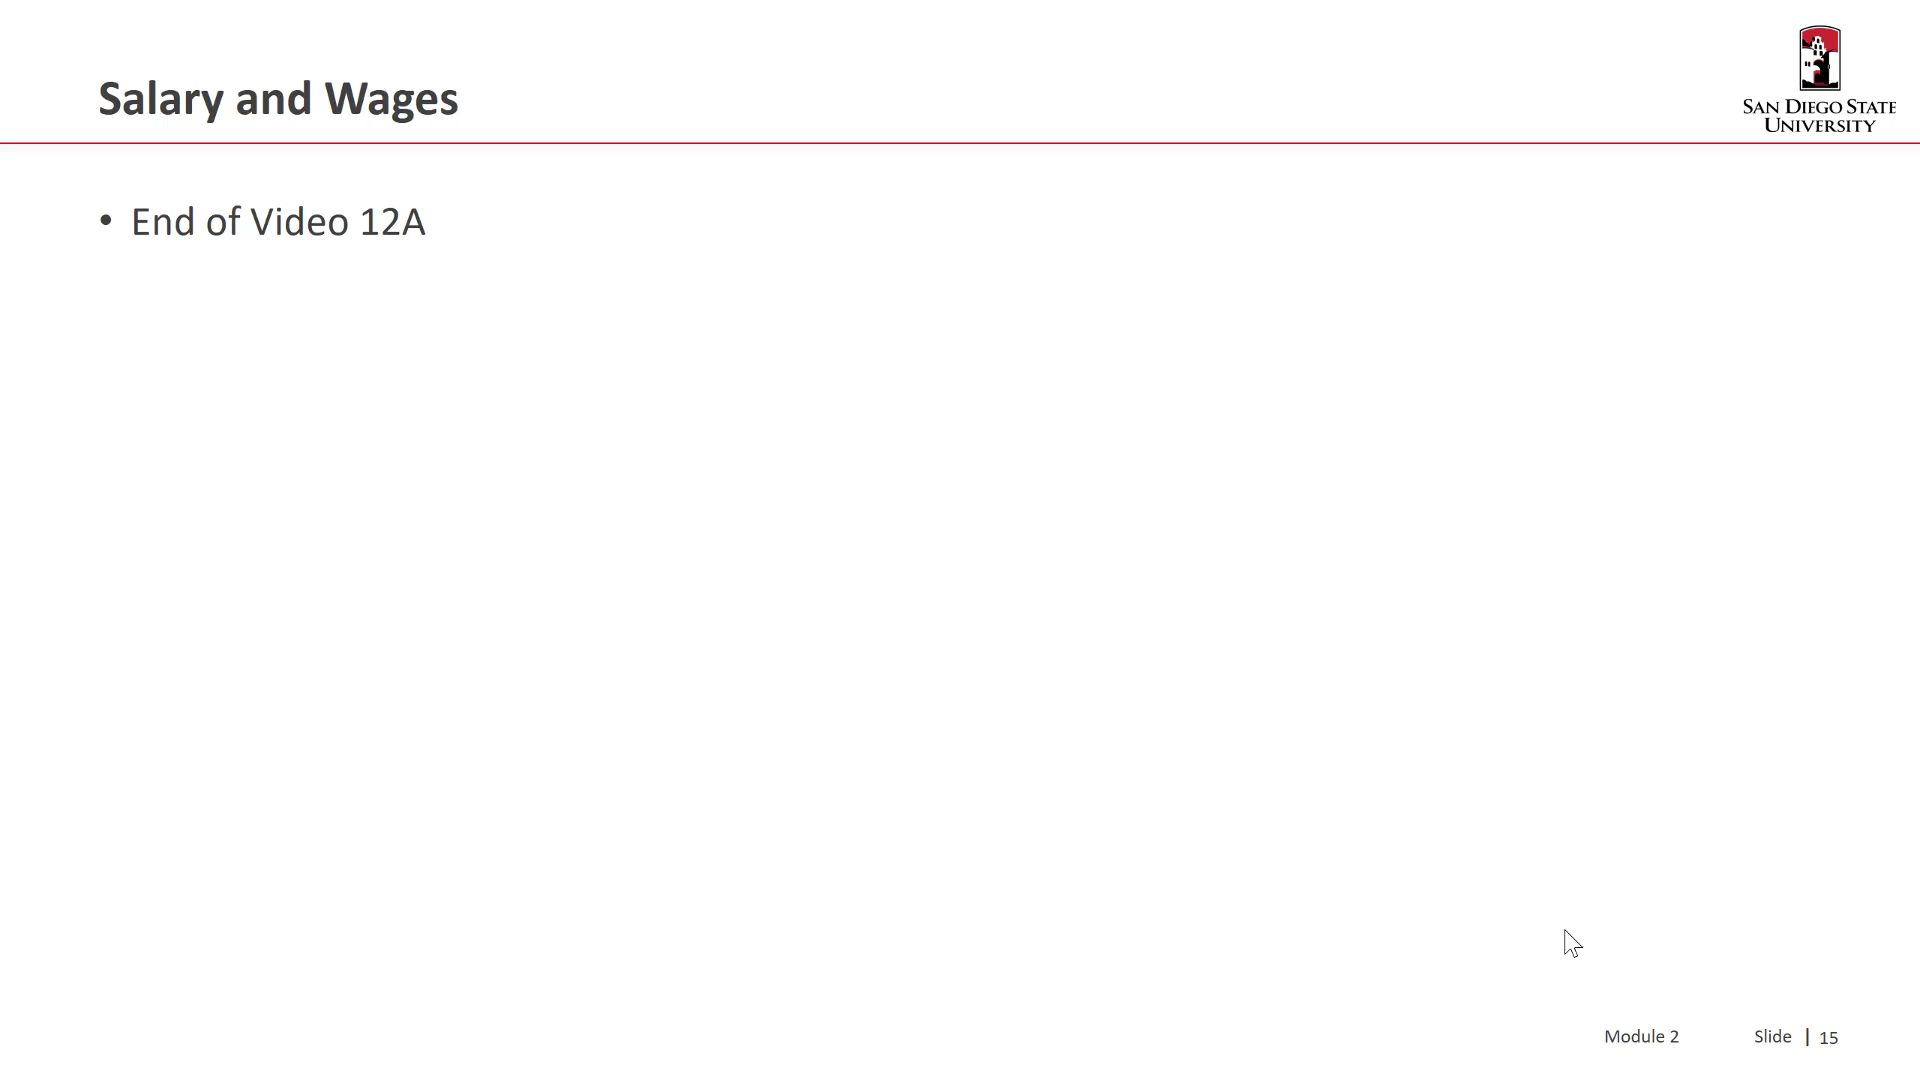 Salary and Wages
SAN DIEGO STATE
UNIVERSITY
• End of Video 12A
Module 2 Slide | 15